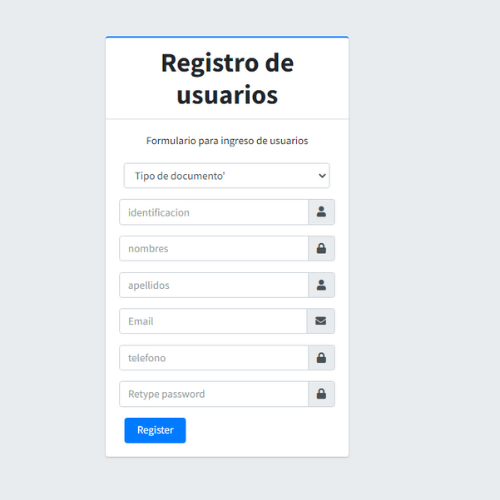 Registro de
usuarios
Formulario para ingreso de usuarios
Tipo de documento'
identificacion
nombres
apellidos
Email
telefono
Retype password
Register